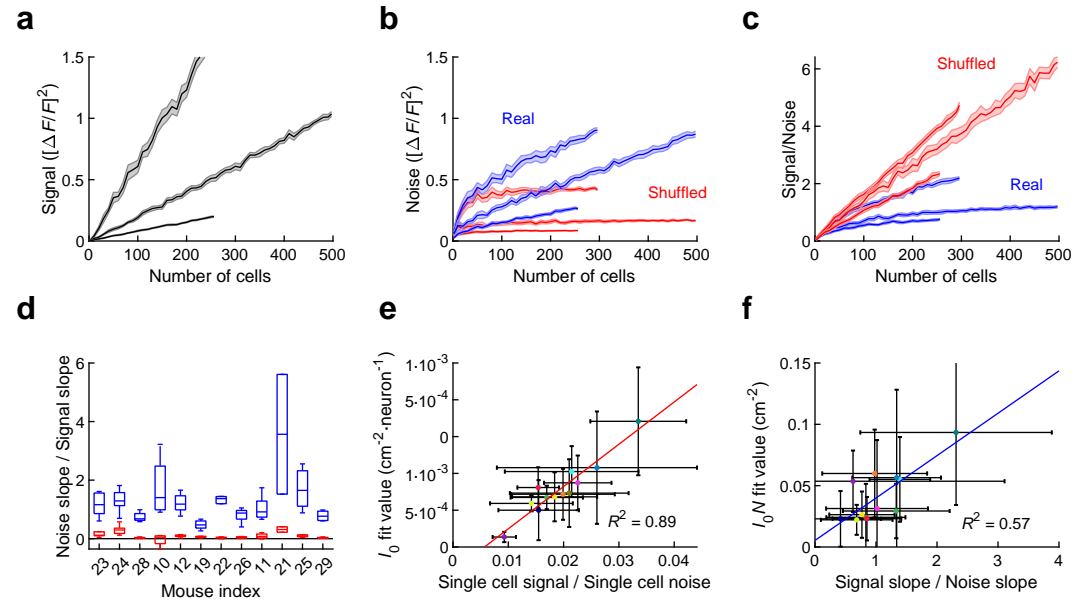 a
Signal ([Δ F/F]²)
1.5
1
0.5
0
0 100 200 300 400 500
Number of cells
b
Noise ([Δ F/F]²)
1.5
1
0.5
0
Real
Shuffled
0 100 200 300 400 500
Number of cells
c
Signal/Noise
6
4
2
0
Shuffled
Real
0 100 200 300 400 500
Number of cells
d
Noise slope / Signal slope
6
4
2
0
23 24 28 10 12 19 22 26 11 21 25 29
Mouse index
e
I₀ fit value (cm⁻²·neuron⁻¹)
1·10⁻³
5·10⁻⁴
0
1·10⁻³
5·10⁻⁴
0
R² = 0.89
0 0.01 0.02 0.03 0.04
Single cell signal / Single cell noise
f
I₀N fit value (cm⁻²)
0.15
0.10
0.05
0
R² = 0.57
0 1 2 3 4
Signal slope / Noise slope